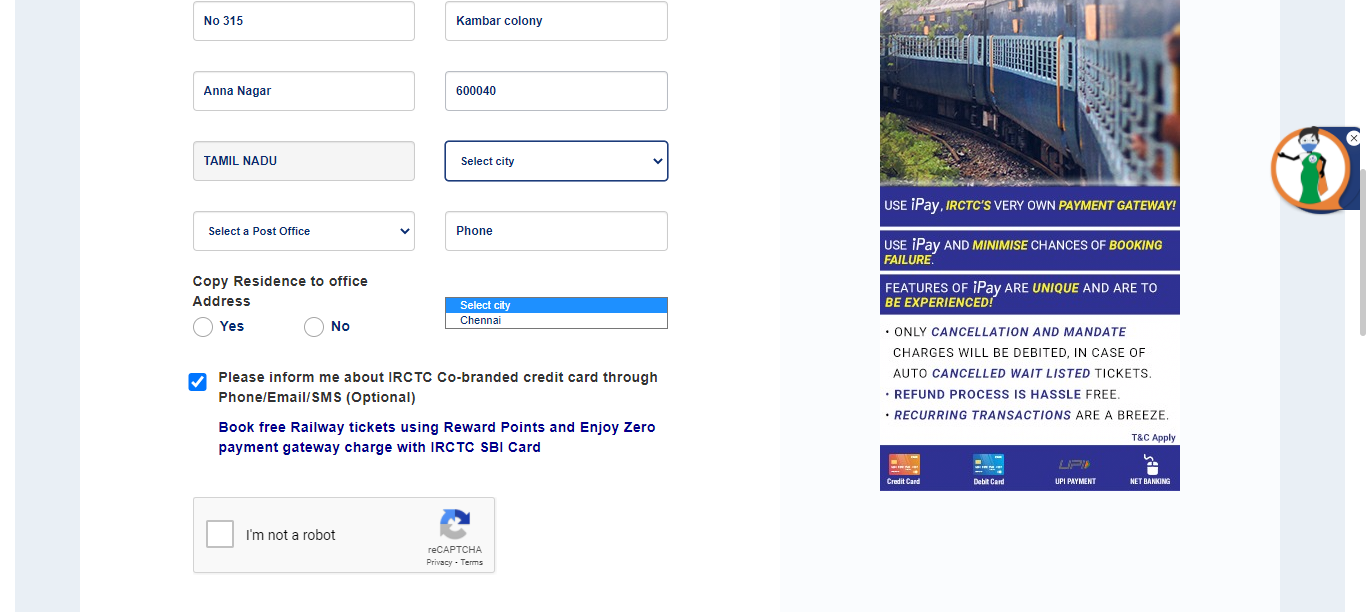 No 315
Kambar colony
Anna Nagar
600040
TAMIL NADU
Select city
Select a Post Office
Phone
Copy Residence to office
Address
Yes
No
Select city
Chennai
Please inform me about IRCTC Co-branded credit card through
Phone/Email/SMS (Optional)
Book free Railway tickets using Reward Points and Enjoy Zero
payment gateway charge with IRCTC SBI Card
I'm not a robot
reCAPTCHA
Privacy - Terms
USE iPay, IRCTC'S VERY OWN PAYMENT GATEWAY!
USE iPay AND MINIMISE CHANCES OF BOOKING
FAILURE.
FEATURES OF iPay ARE UNIQUE AND ARE TO
BE EXPERIENCED!
• ONLY CANCELLATION AND MANDATE
CHARGES WILL BE DEBITED, IN CASE OF
AUTO CANCELLED WAIT LISTED TICKETS.
• REFUND PROCESS IS HASSLE FREE.
• RECURRING TRANSACTIONS ARE A BREEZE.
T&C Apply
UPI
Credit Card
Debit Card
UPI PAYMENT
NET BANKING